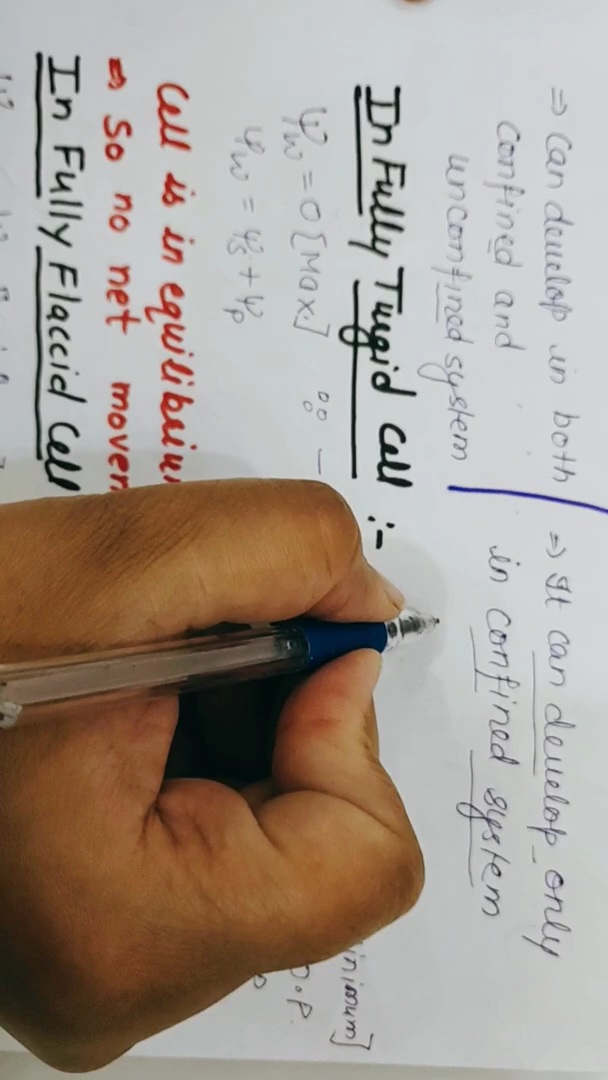 ⇒ Can develop in both
confined and
unconfined system
⇒ It can develop only
in confined system
In Fully Turgid Cell :-
Ψw = 0 [Max]
Ψw = Ψs + Ψp
Cell is in
⇒ So no net
In Fully Flaccid Cell